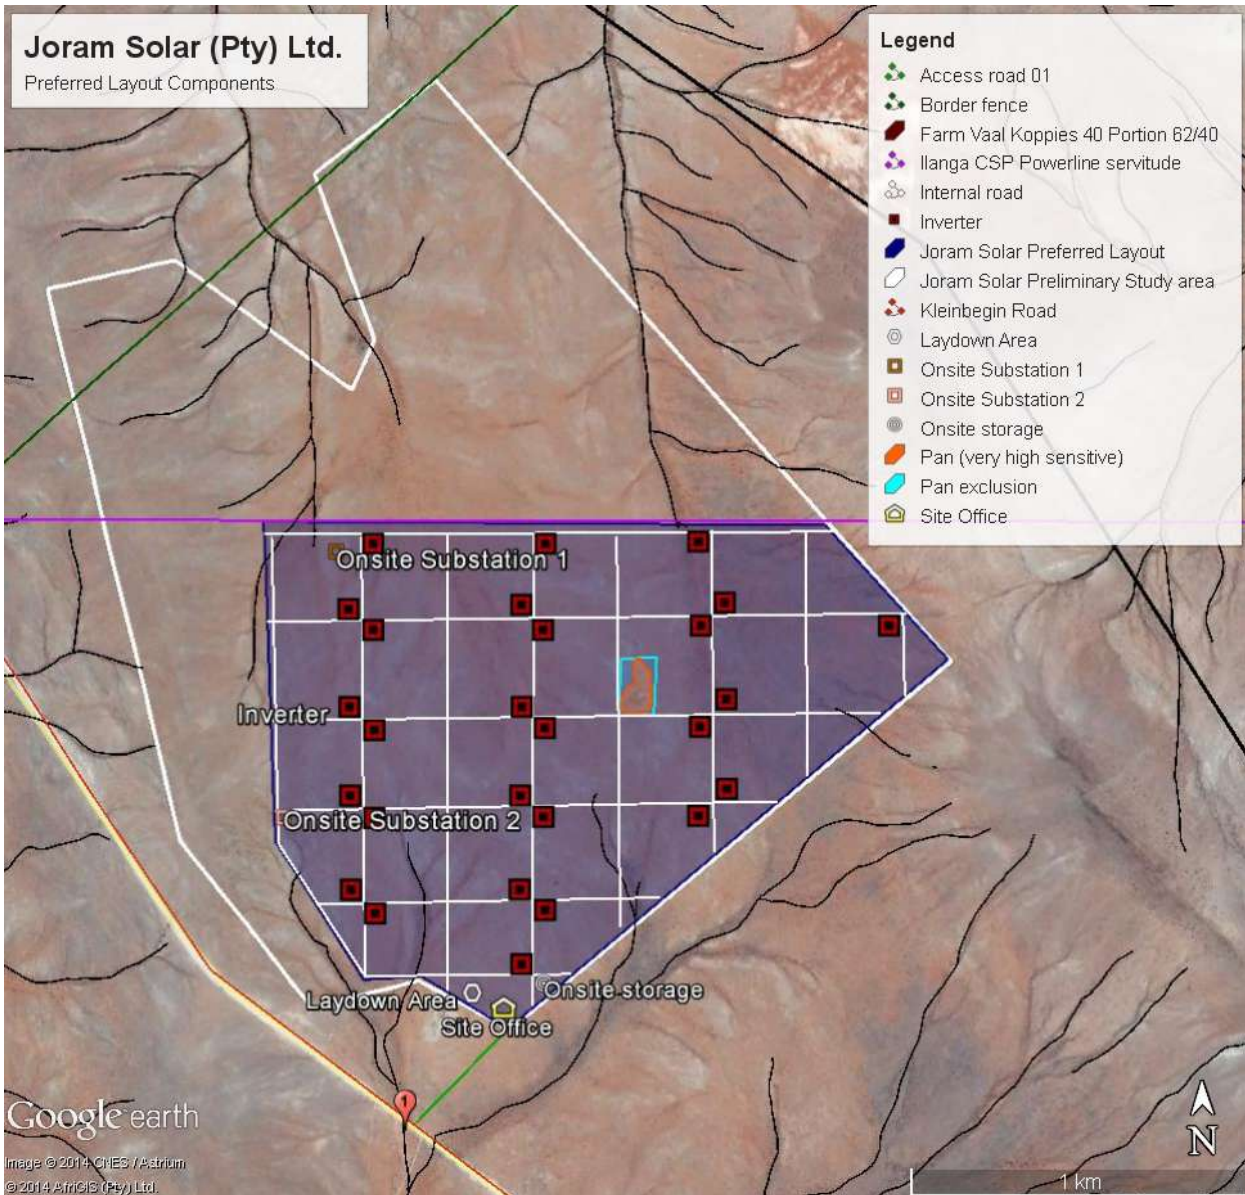 Joram Solar (Pty) Ltd.
Preferred Layout Components
Legend
Access road 01
Border fence
Farm Vaal Koppies 40 Portion 62/40
Ilanga CSP Powerline servitude
Internal road
Inverter
Joram Solar Preferred Layout
Joram Solar Preliminary Study area
Kleinbegin Road
Laydown Area
Onsite Substation 1
Onsite Substation 2
Onsite storage
Pan (very high sensitive)
Pan exclusion
Site Office
Onsite Substation 1
Inverter
Onsite Substation 2
Laydown Area
Onsite storage
Site Office
1
Google earth
N
Image © 2014 CNES / Astrium
© 2014 AfriGIS (Pty) Ltd.
1 km